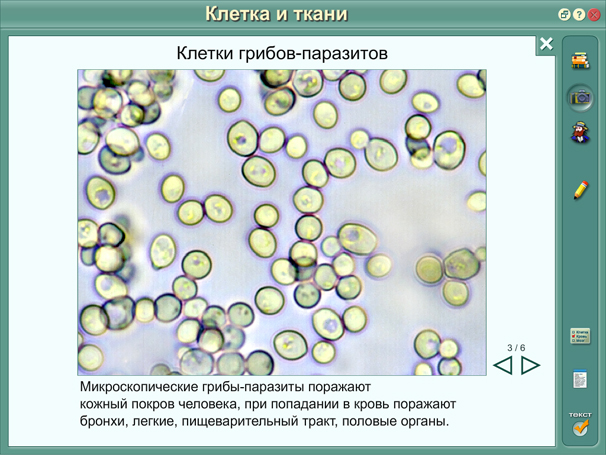 Клетка и ткани
Клетки грибов-паразитов
3 / 6
Микроскопические грибы-паразиты поражают
кожный покров человека, при попадании в кровь поражают
бронхи, легкие, пищеварительный тракт, половые органы.
текст